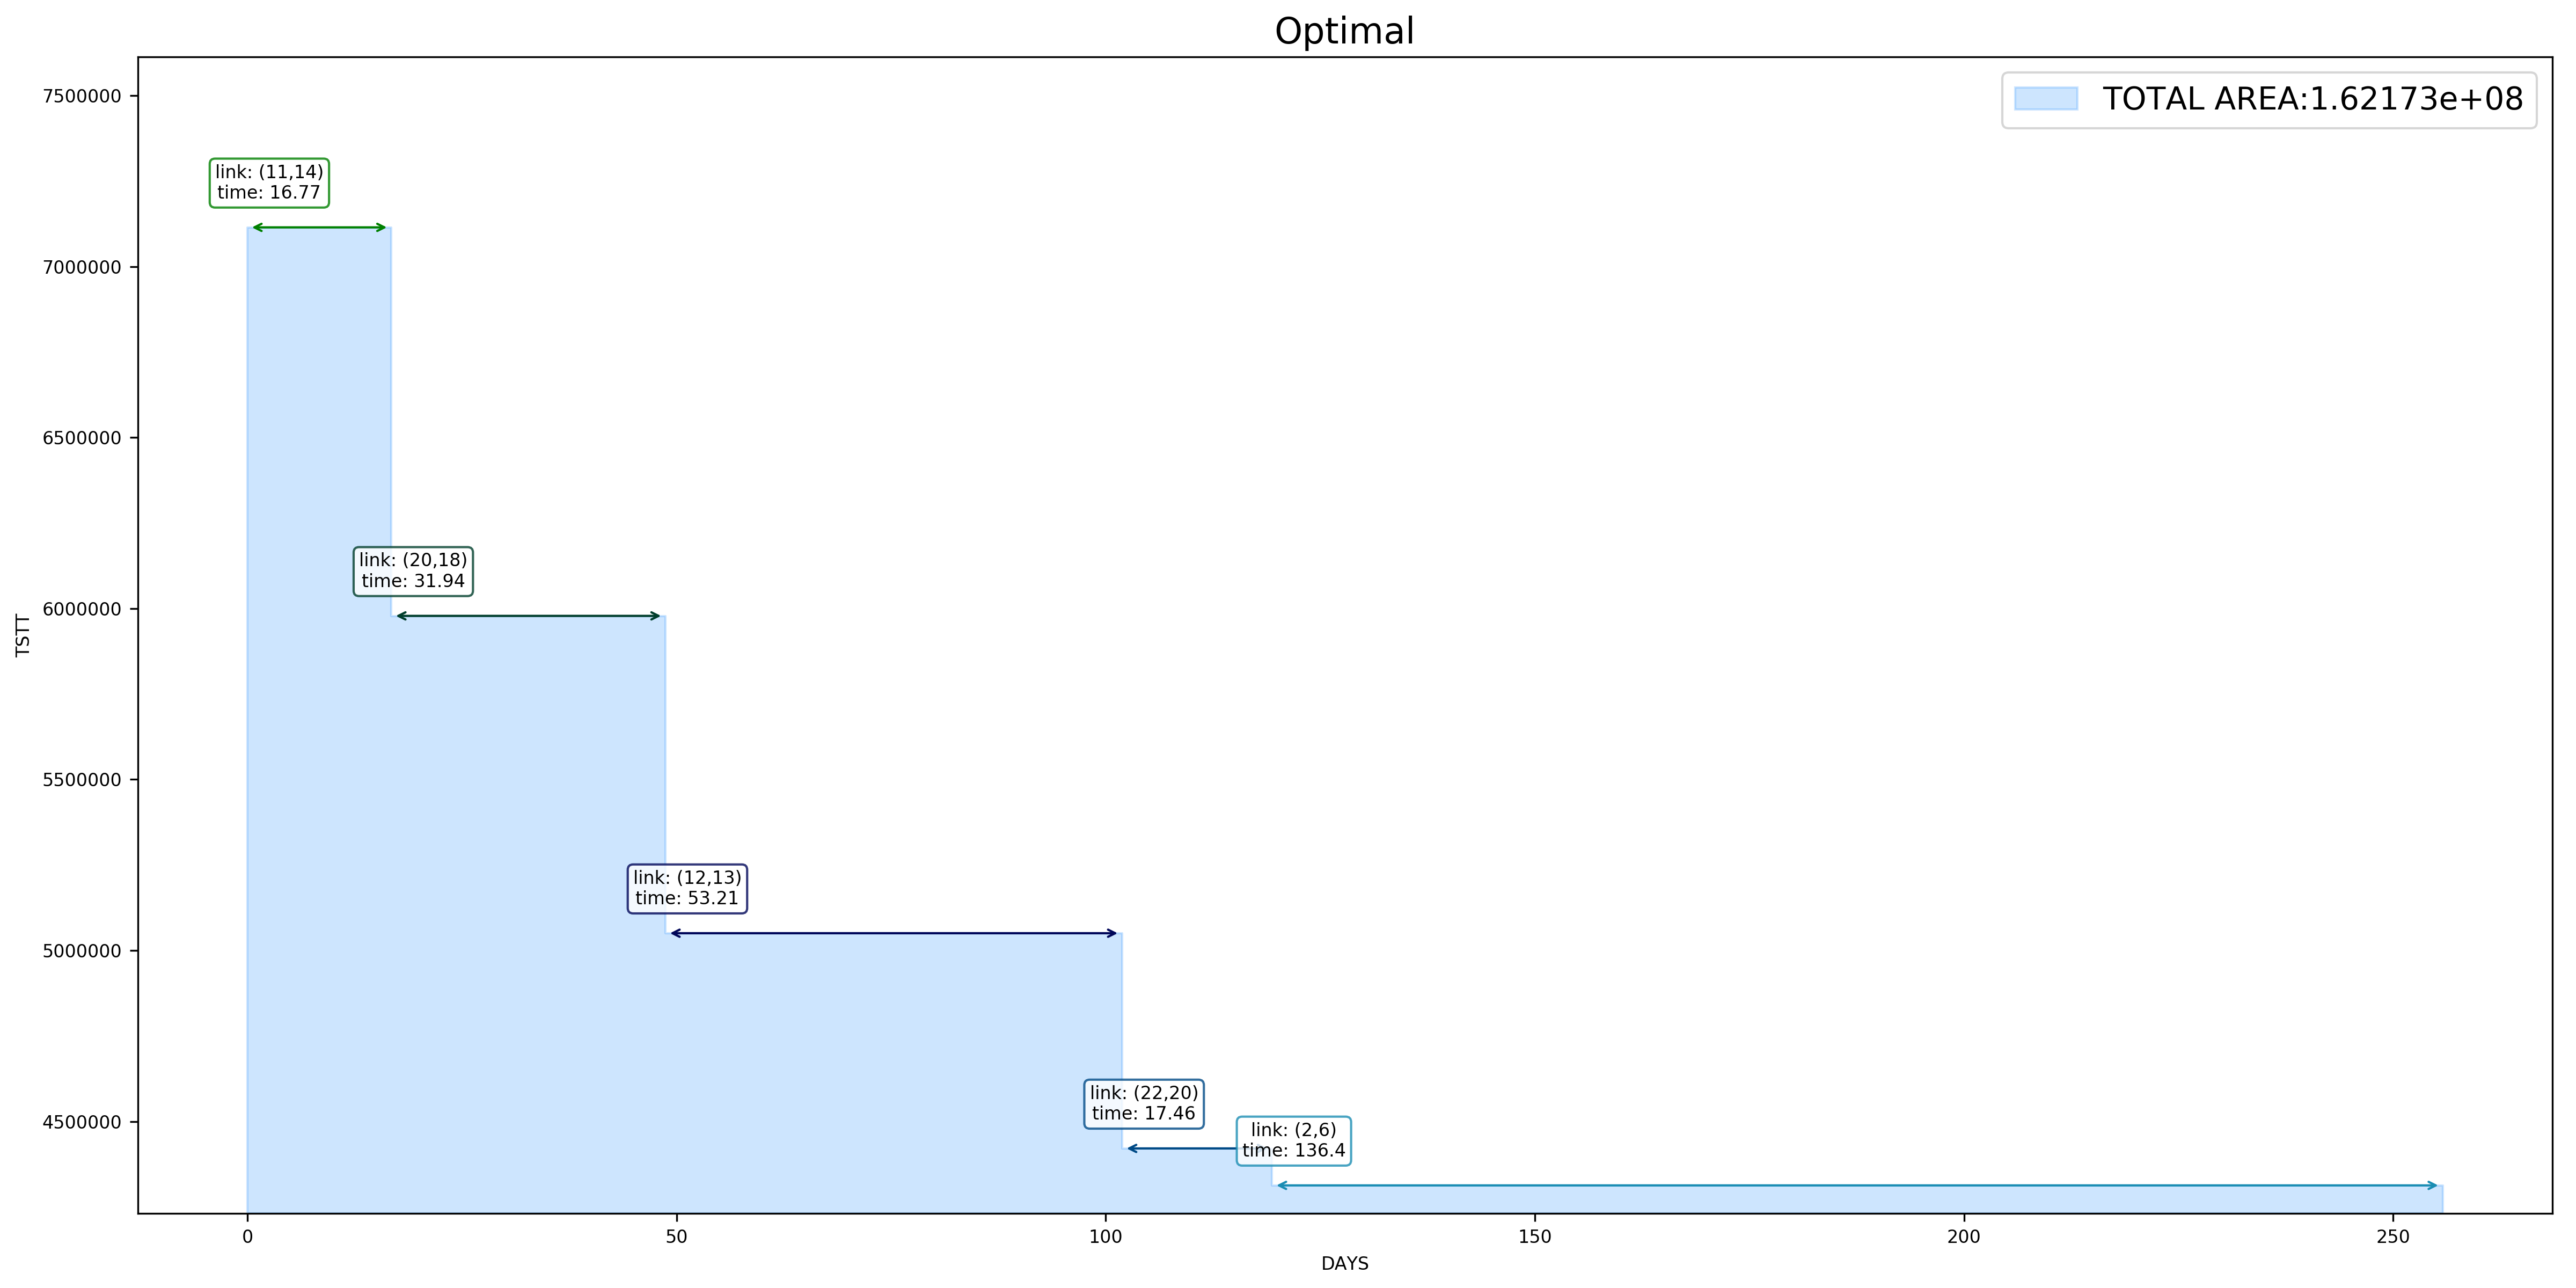 Optimal
TOTAL AREA:1.62173e+08
7500000
7000000
6500000
6000000
5500000
5000000
4500000
TSTT
link: (11,14)
time: 16.77
link: (20,18)
time: 31.94
link: (12,13)
time: 53.21
link: (22,20)
time: 17.46
link: (2,6)
time: 136.4
0
50
100
150
200
250
DAYS